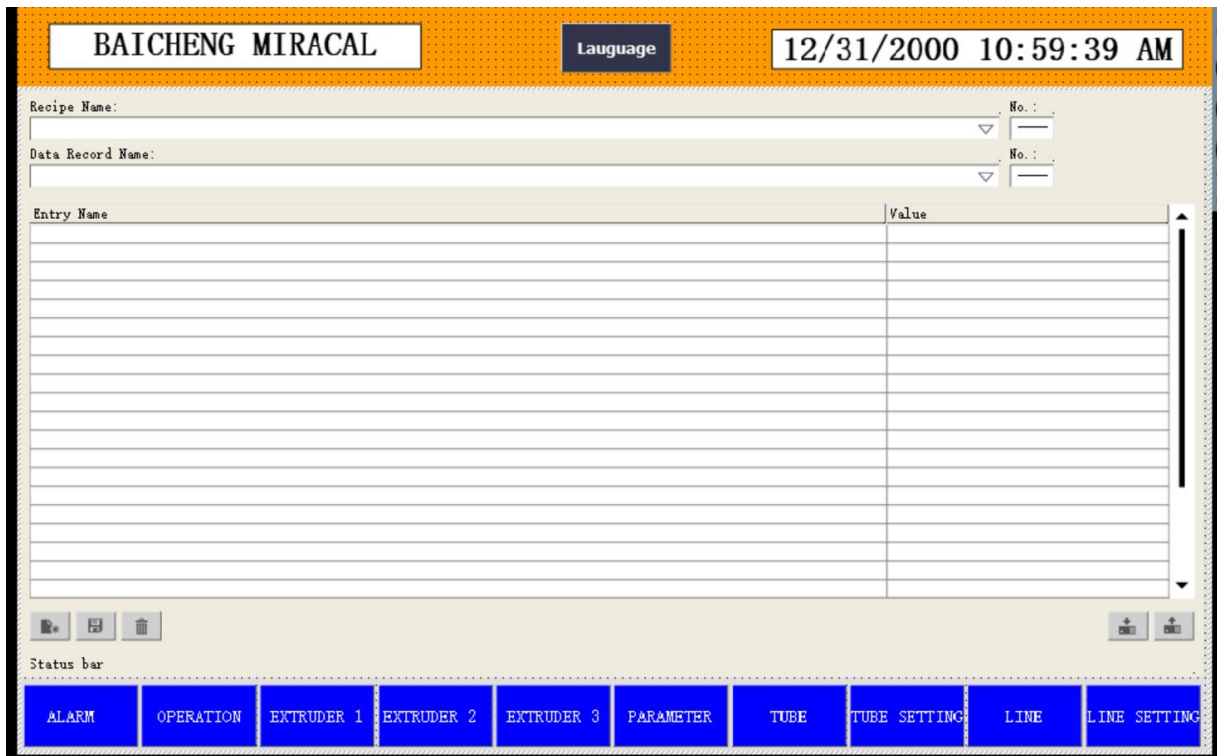 BAICHENG MIRACAL
Lauguage
12/31/2000 10:59:39 AM
Recipe Name:
No.:
Data Record Name:
No.:
Entry Name Value
Status bar
ALARM OPERATION EXTRUDER 1 EXTRUDER 2 EXTRUDER 3 PARAMETER TUBE TUBE SETTING LINE LINE SETTING